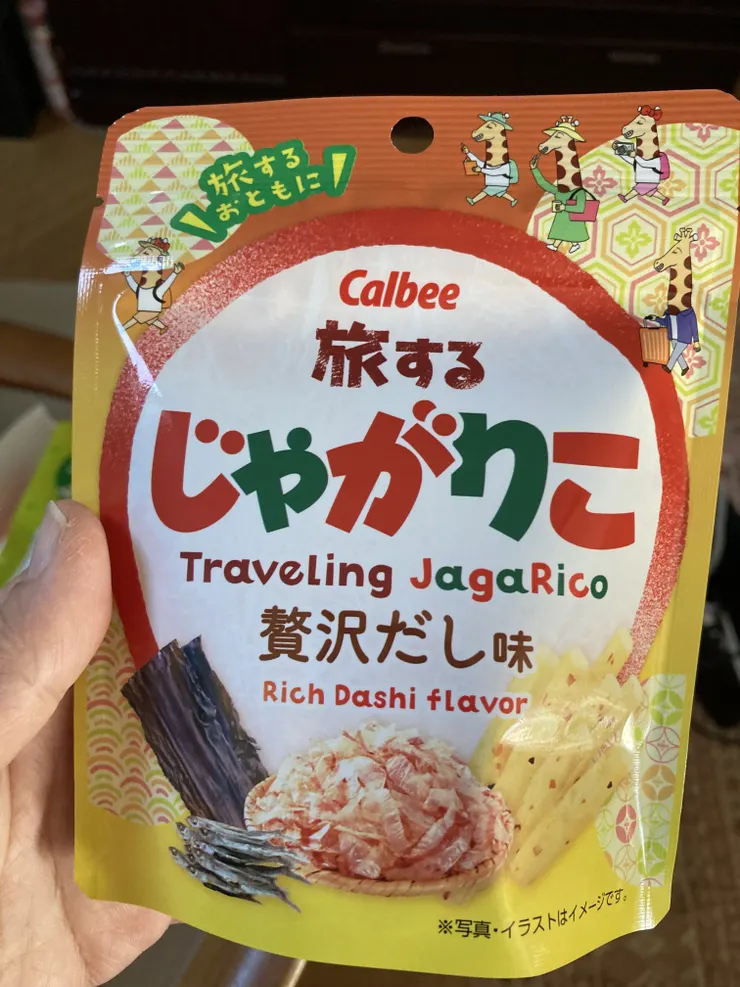 旅する
おともに
Calbee
旅する
じゃがりこ
Traveling JagaRico
贅沢だし味
Rich Dashi flavor
※写真・イラストはイメージです。